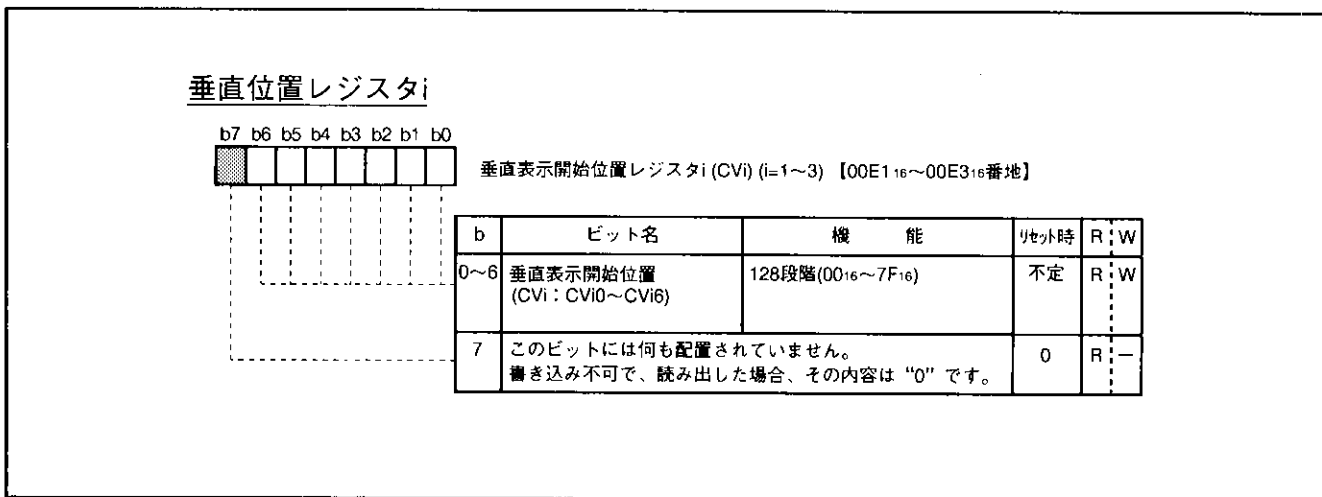 垂直位置レジスタi
b7 b6 b5 b4 b3 b2 b1 b0
垂直表示開始位置レジスタi (CVi) (i=1～3) 【00E1₁₆～00E3₁₆番地】
b ビット名 機 能 リセット時 R W
0～6 垂直表示開始位置 128段階(00₁₆～7F₁₆) 不定 R W
(CVi：CVi0～CVi6)
7 このビットには何も配置されていません。 0 R ―
書き込み不可で、読み出した場合、その内容は “0” です。